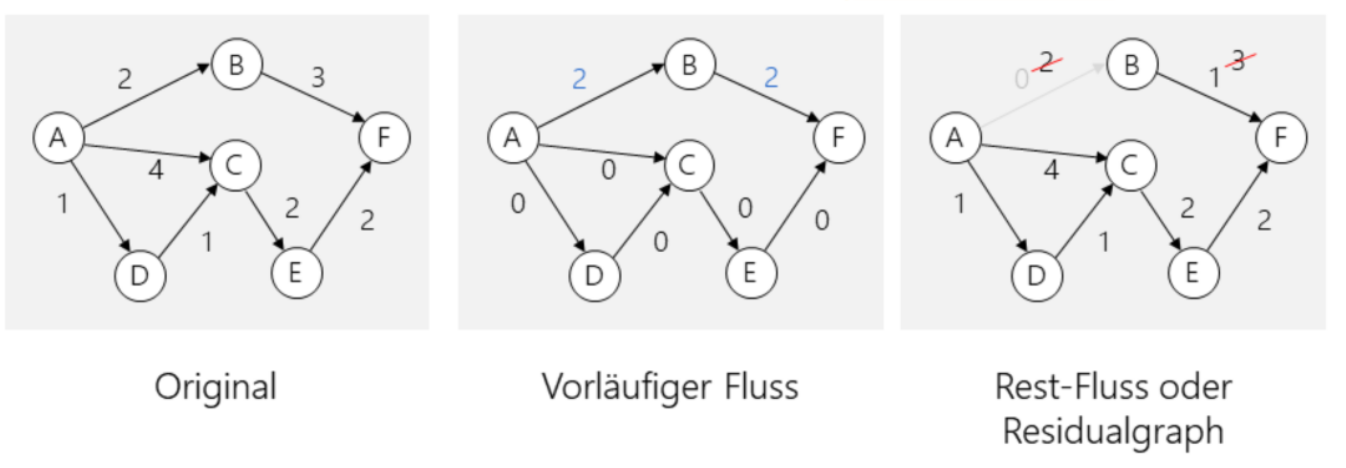 2 B 3
A F
4 C
1 2 2
1
D E
2 B 2
A F
0 C
0 0 0
0
D E
0 2 B 1 3
A F
4 C
1 2 2
1
D E
Original
Vorläufiger Fluss
Rest-Fluss oder
Residualgraph